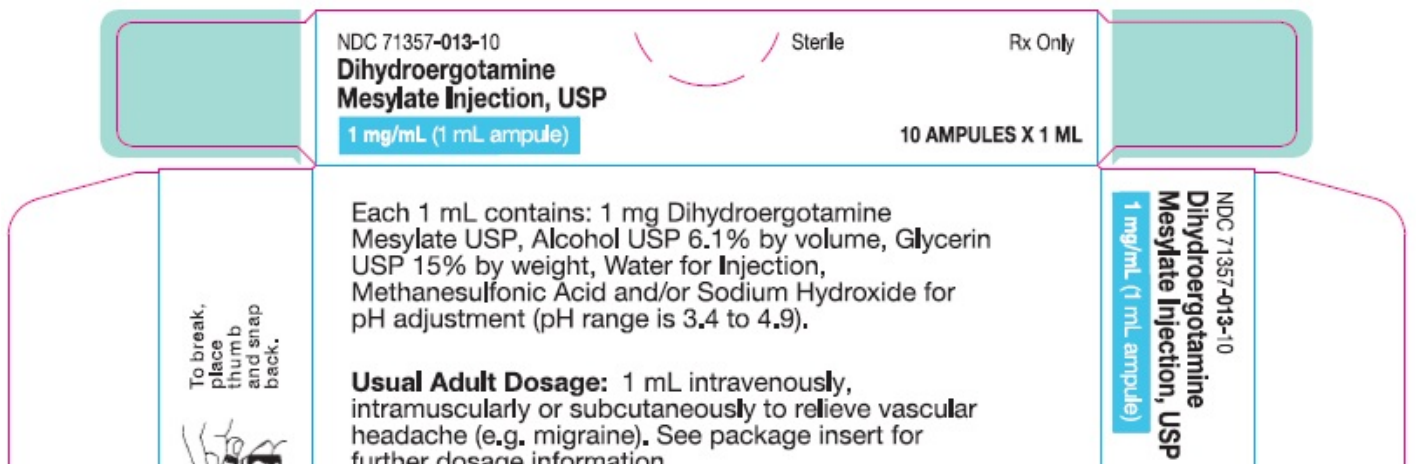 NDC 71357-013-10
Sterile
Rx Only
Dihydroergotamine
Mesylate Injection, USP
1 mg/mL (1 mL ampule)
10 AMPULES X 1 ML
Each 1 mL contains: 1 mg Dihydroergotamine
Mesylate USP, Alcohol USP 6.1% by volume, Glycerin
USP 15% by weight, Water for Injection,
Methanesulfonic Acid and/or Sodium Hydroxide for
pH adjustment (pH range is 3.4 to 4.9).
Usual Adult Dosage: 1 mL intravenously,
intramuscularly or subcutaneously to relieve vascular
headache (e.g. migraine). See package insert for
further dosage information
To break,
place
thumb
and snap
back.
NDC 71357-013-10
Dihydroergotamine
Mesylate Injection, USP
1 mg/mL (1 mL ampule)